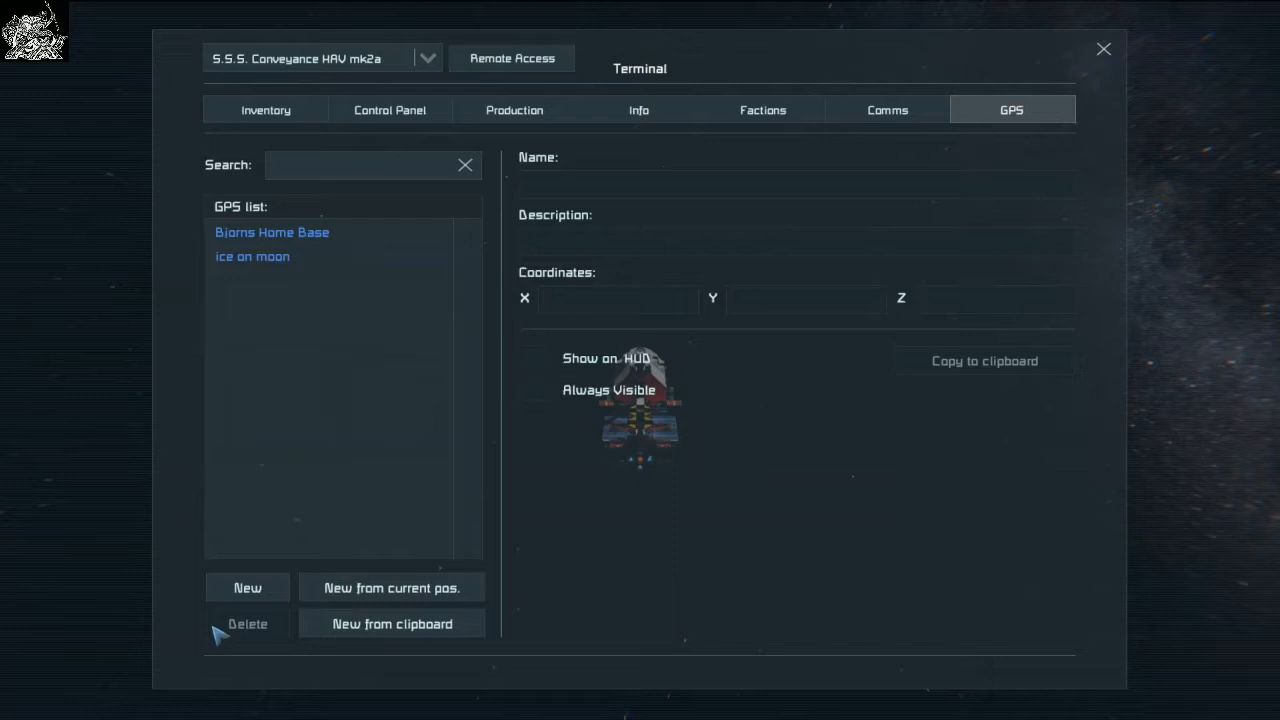 S.S.S. Conveyance HAV mk2a
Remote Access
Terminal
Inventory
Control Panel
Production
Info
Factions
Comms
GPS
Search:
Name:
GPS list:
Description:
Bjorns Home Base
ice on moon
Coordinates:
X
Y
Z
Show on HUD
Copy to clipboard
Always Visible
New
New from current pos.
Delete
New from clipboard